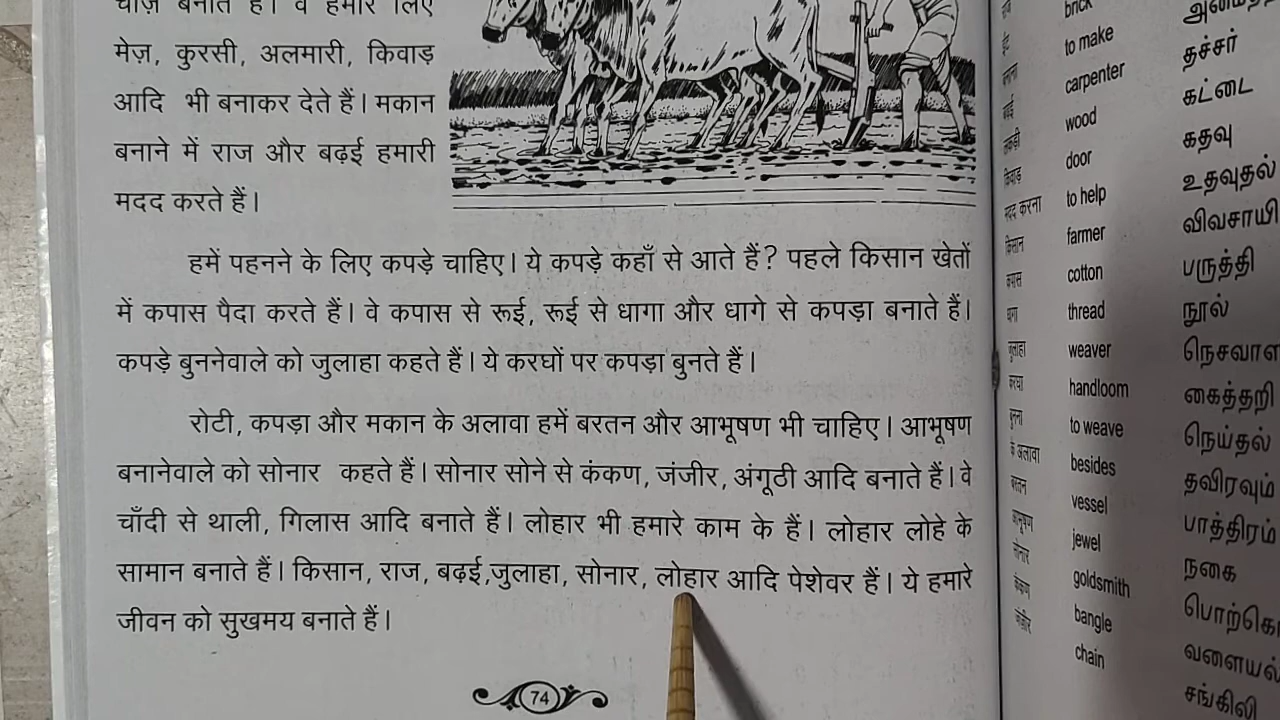 चीज़ें बनाते हैं। वे हमारे लिए
मेज़, कुरसी, अलमारी, किवाड़
आदि भी बनाकर देते हैं। मकान
बनाने में राज और बढ़ई हमारी
मदद करते हैं।
हमें पहनने के लिए कपड़े चाहिए। ये कपड़े कहाँ से आते हैं? पहले किसान खेतों
में कपास पैदा करते हैं। वे कपास से रूई, रूई से धागा और धागे से कपड़ा बनाते हैं।
कपड़े बुननेवाले को जुलाहा कहते हैं। ये करघों पर कपड़ा बुनते हैं।
रोटी, कपड़ा और मकान के अलावा हमें बरतन और आभूषण भी चाहिए। आभूषण
बनानेवाले को सोनार कहते हैं। सोनार सोने से कंकण, जंजीर, अंगूठी आदि बनाते हैं। वे
चाँदी से थाली, गिलास आदि बनाते हैं। लोहार भी हमारे काम के हैं। लोहार लोहे के
सामान बनाते हैं। किसान, राज, बढ़ई,जुलाहा, सोनार, लोहार आदि पेशेवर हैं। ये हमारे
जीवन को सुखमय बनाते हैं।
74
brick
ईंट to make
बनाना carpenter தச்சர்
बढ़ई wood கட்டை
लकड़ी door கதவு
किवाड़ to help உதவுதல்
मदद करना farmer விவசாயி
किसान cotton பருத்தி
कपास thread நூல்
धागा weaver
जुलाहा handloom கைத்தறி
करघा to weave நெய்தல்
बुनना besides தவிரவும்
के अलावा vessel பாத்திரம்
बरतन jewel நகை
आभूषण goldsmith
सोनार bangle
कंकण chain சங்கிலி
जंजीर